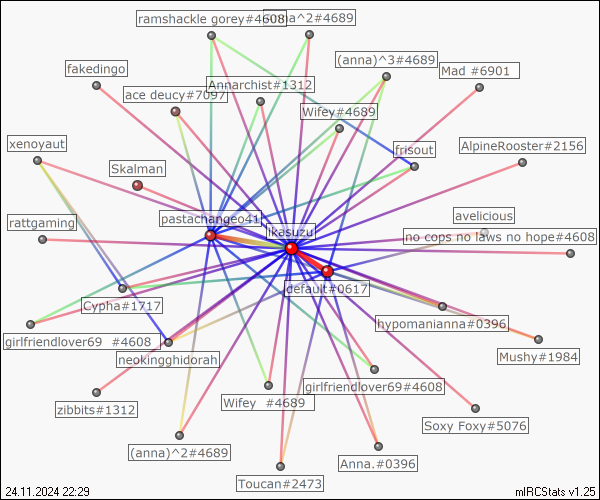 ramshackle gorey#4608
anna^2#4689
(anna)^3#4689
fakedingo
Mad #6901
Annarchist#1312
ace deucy#7097
Wifey#4689
xenoyaut
frisout
AlpineRooster#2156
Skalman
pastachangeo41
avelicious
rattgaming
likasuzu
no cops no laws no hope#4608
default#0617
Cypha#1717
hypomanianna#0396
girlfriendlover69  #4608
neokingghidorah
Mushy#1984
girlfriendlover69#4608
zibbits#1312
Wifey  #4689
Soxy Foxy#5076
(anna)^2#4689
Anna.#0396
Toucan#2473
24.11.2024 22:29
mIRCStats v1.25